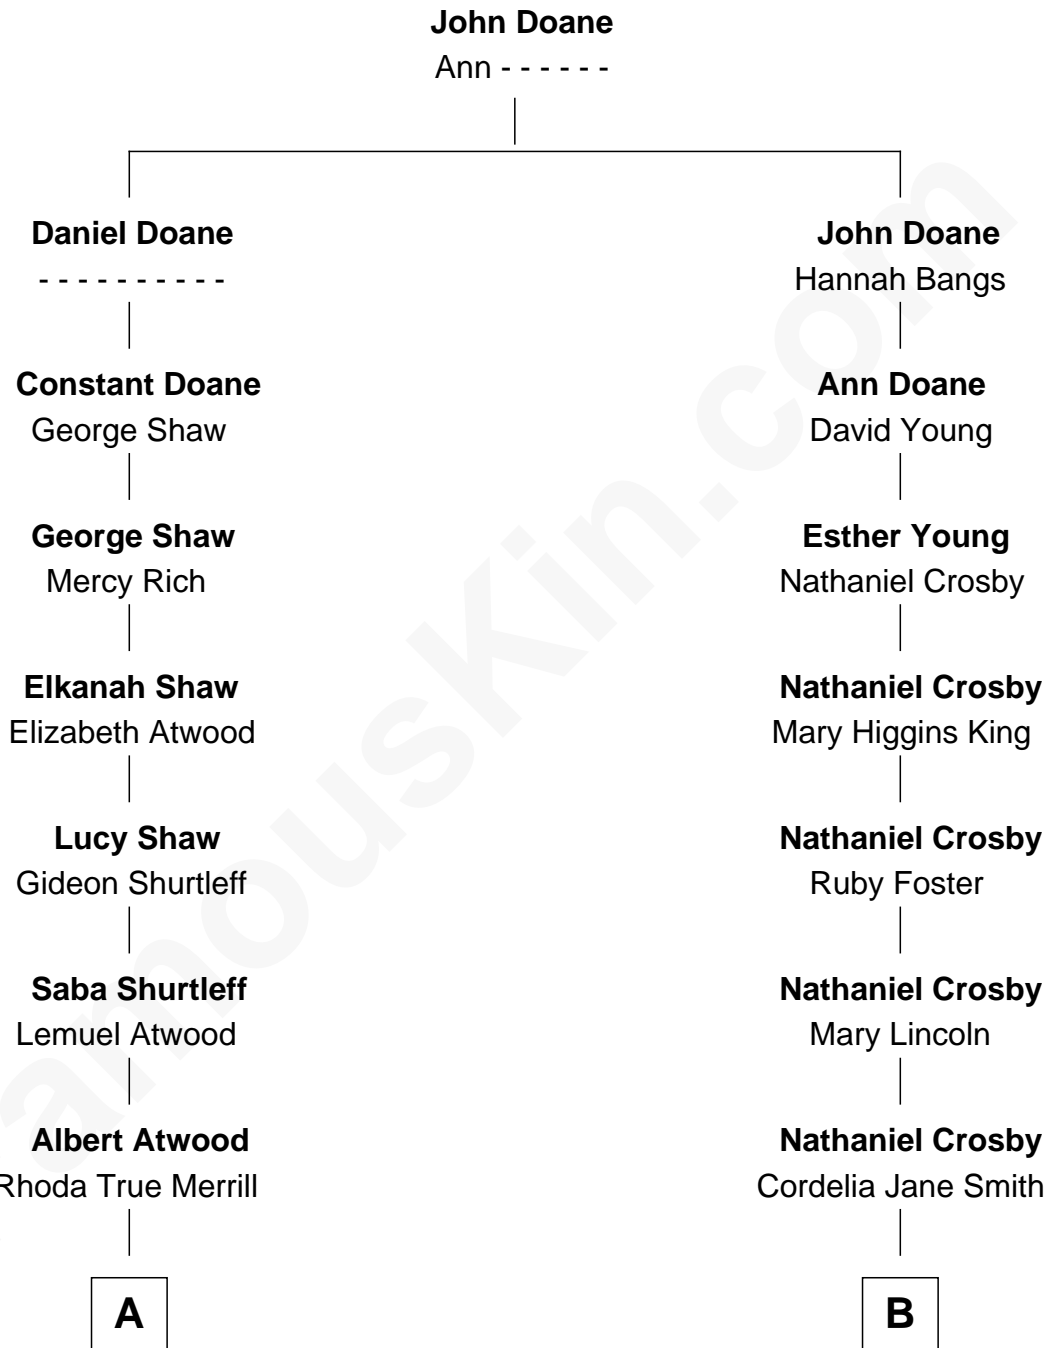 John Doane
Ann - - - - - -
Daniel Doane
- - - - - - - - - -
John Doane
Hannah Bangs
Constant Doane
George Shaw
Ann Doane
David Young
George Shaw
Mercy Rich
Esther Young
Nathaniel Crosby
Elkanah Shaw
Elizabeth Atwood
Nathaniel Crosby
Mary Higgins King
Lucy Shaw
Gideon Shurtleff
Nathaniel Crosby
Ruby Foster
Saba Shurtleff
Lemuel Atwood
Nathaniel Crosby
Mary Lincoln
Albert Atwood
Rhoda True Merrill
Nathaniel Crosby
Cordelia Jane Smith
A
B
amousKin.com